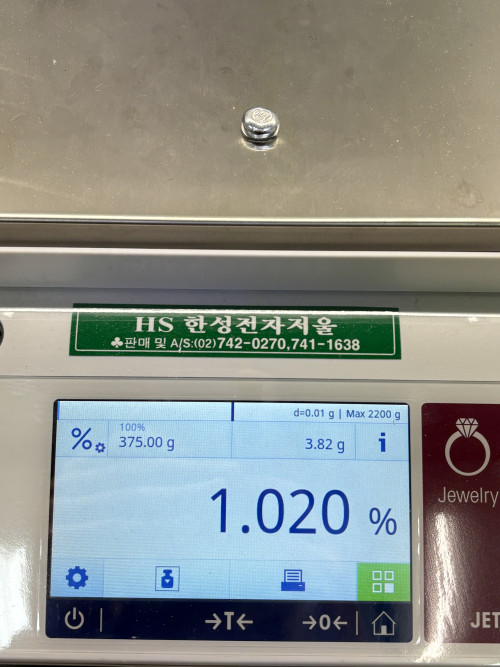 HS 한성전자저울
♣판매 및 A/S:(02)742-0270,741-1638
d=0.01 g | Max 2200 g
100%
% 375.00 g 3.82 g i
1.020 %
→T← →0←
Jewelry
JET